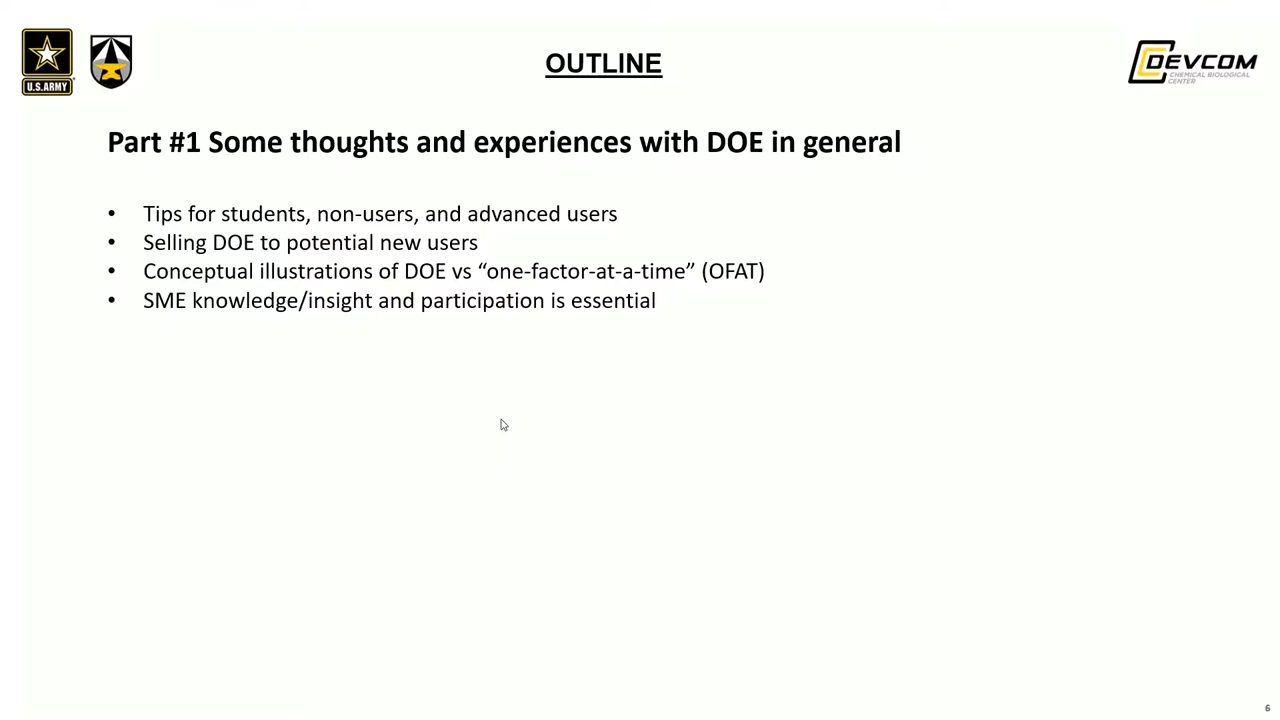 U.S.ARMY
OUTLINE
DEVCOM
CHEMICAL BIOLOGICAL
CENTER
Part #1 Some thoughts and experiences with DOE in general
• Tips for students, non-users, and advanced users
• Selling DOE to potential new users
• Conceptual illustrations of DOE vs “one-factor-at-a-time” (OFAT)
• SME knowledge/insight and participation is essential
6